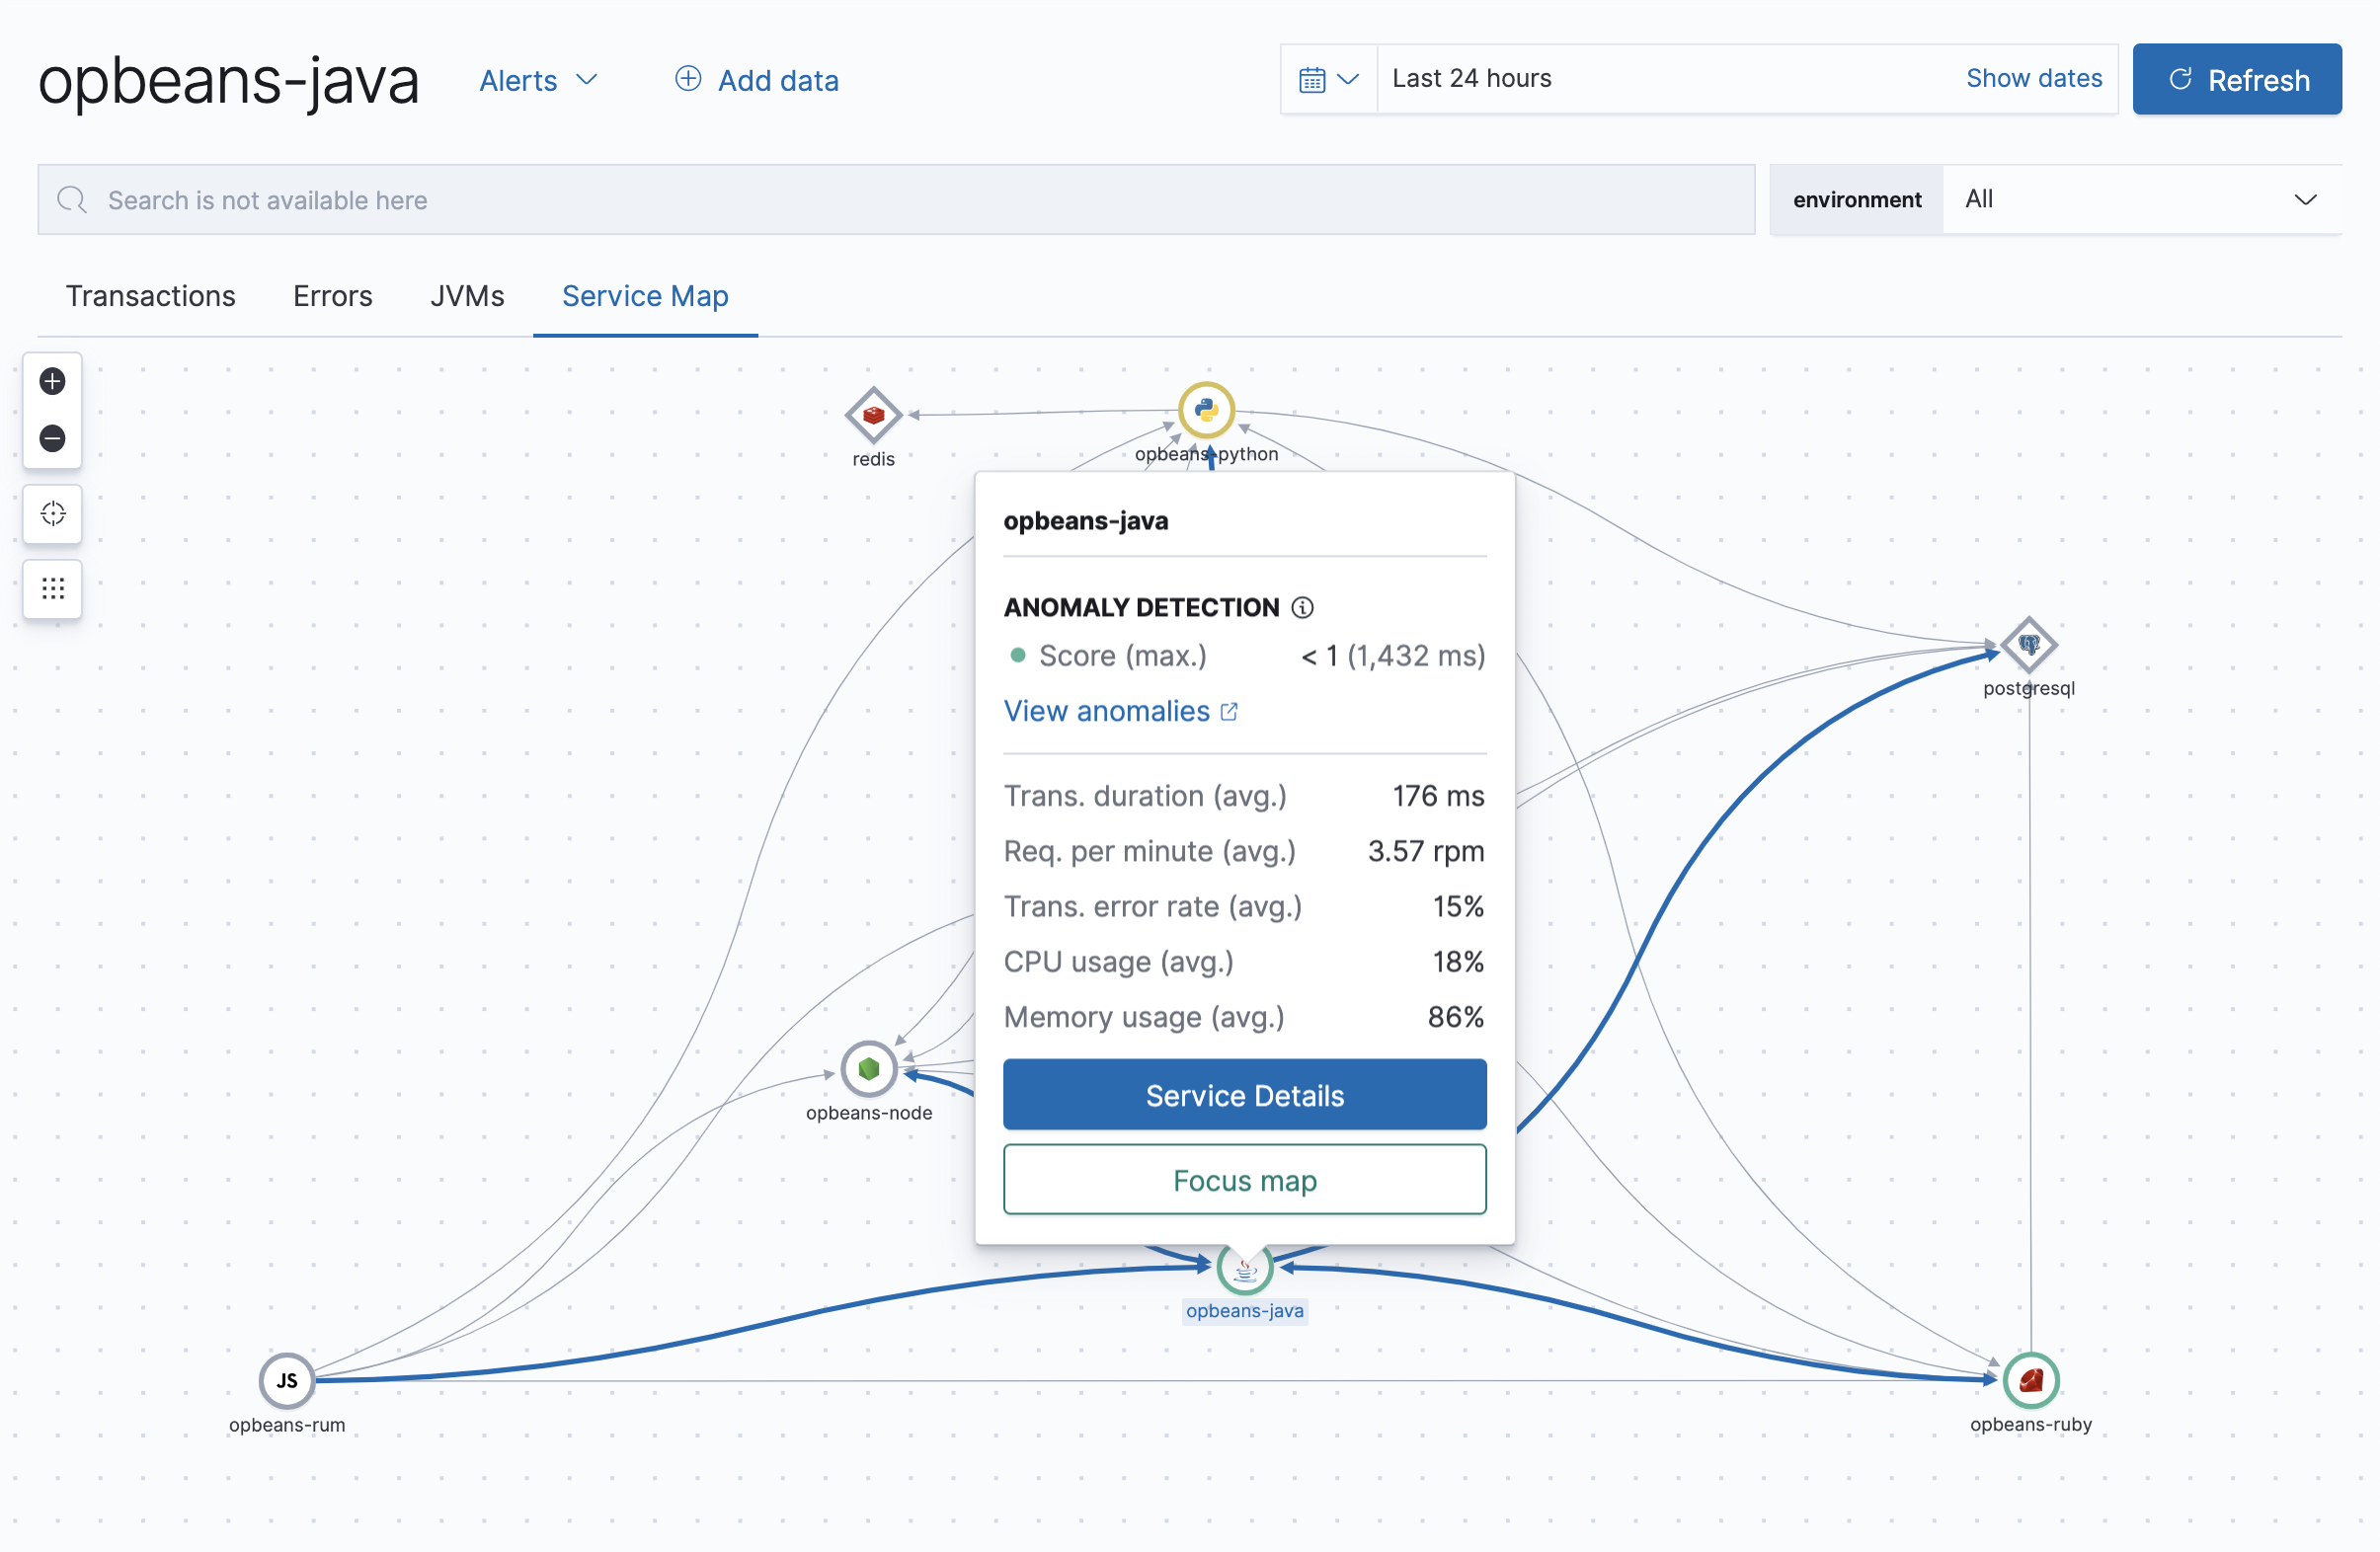 opbeans-java Alerts Add data Last 24 hours Show dates Refresh
Search is not available here environment All
Transactions Errors JVMs Service Map
redis
opbeans-python
opbeans-java
ANOMALY DETECTION
Score (max.) < 1 (1,432 ms)
View anomalies
postgresql
Trans. duration (avg.) 176 ms
Req. per minute (avg.) 3.57 rpm
Trans. error rate (avg.) 15%
CPU usage (avg.) 18%
Memory usage (avg.) 86%
Service Details
opbeans-node
Focus map
opbeans-java
JS
opbeans-rum
opbeans-ruby